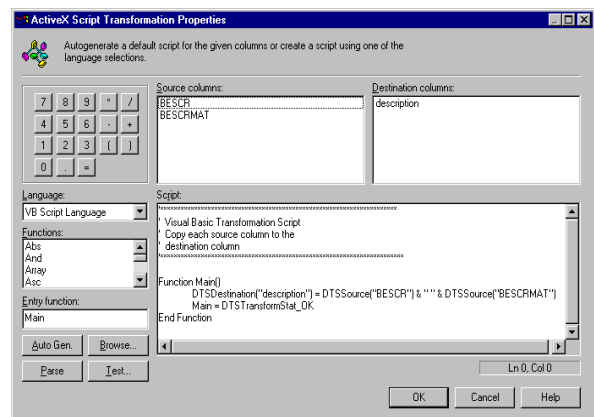 ActiveX Script Transformation Properties
Autogenerate a default script for the given columns or create a script using one of the
language selections.
7 8 9 * /
4 5 6 - +
1 2 3 ( )
0 . =
Source columns:
BESCR
BESCRMAT
Destination columns:
description
Language:
VB Script Language
Functions:
Abs
And
Array
Asc
Entry function:
Main
Auto Gen.
Browse...
Parse
Test...
Script:
' Visual Basic Transformation Script
' Copy each source column to the
' destination column
Function Main()
DTSDestination("description") = DTSSource("BESCR") & " " & DTSSource("BESCRMAT")
Main = DTSTransformStat_OK
End Function
Ln 0, Col 0
OK
Cancel
Help